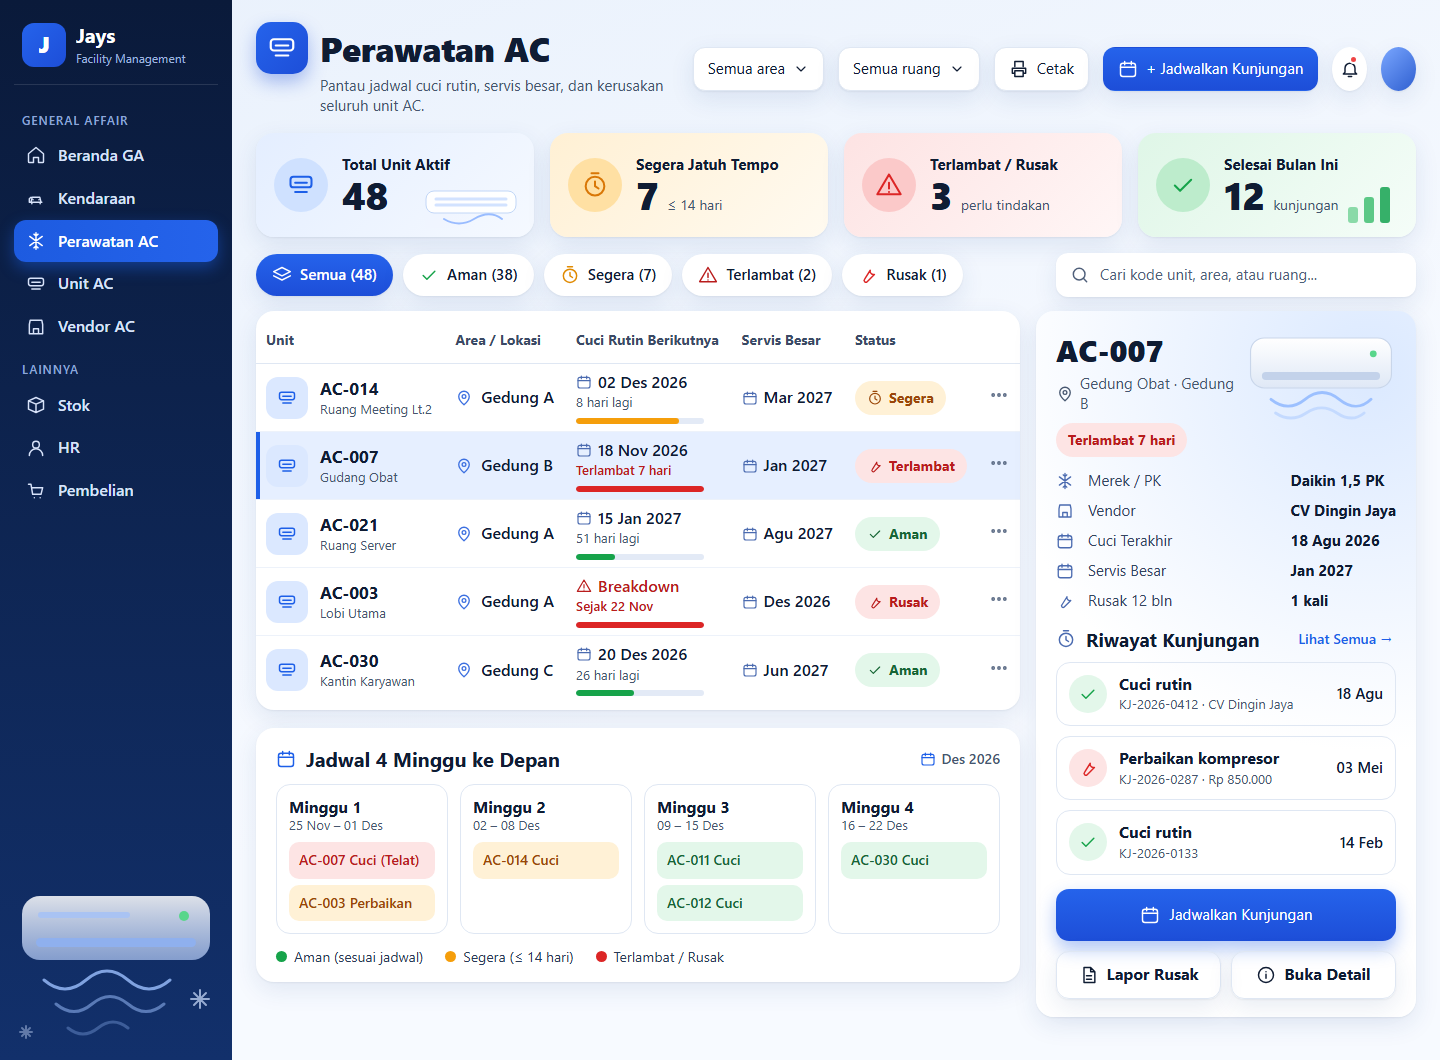 J
Jays
Facility Management
GENERAL AFFAIR
Beranda GA
Kendaraan
Perawatan AC
Unit AC
Vendor AC
LAINNYA
Stok
HR
Pembelian
Perawatan AC
Pantau jadwal cuci rutin, servis besar, dan kerusakan
seluruh unit AC.
Semua area
Semua ruang
Cetak
+ Jadwalkan Kunjungan
Total Unit Aktif
48
Segera Jatuh Tempo
7 ≤ 14 hari
Terlambat / Rusak
3 perlu tindakan
Selesai Bulan Ini
12 kunjungan
Semua (48)
Aman (38)
Segera (7)
Terlambat (2)
Rusak (1)
Cari kode unit, area, atau ruang...
Unit Area / Lokasi Cuci Rutin Berikutnya Servis Besar Status
AC-014
Ruang Meeting Lt.2
Gedung A
02 Des 2026
8 hari lagi
Mar 2027
Segera
AC-007
Gudang Obat
Gedung B
18 Nov 2026
Terlambat 7 hari
Jan 2027
Terlambat
AC-021
Ruang Server
Gedung A
15 Jan 2027
51 hari lagi
Agu 2027
Aman
AC-003
Lobi Utama
Gedung A
Breakdown
Sejak 22 Nov
Des 2026
Rusak
AC-030
Kantin Karyawan
Gedung C
20 Des 2026
26 hari lagi
Jun 2027
Aman
Jadwal 4 Minggu ke Depan
Des 2026
Minggu 1
25 Nov – 01 Des
AC-007 Cuci (Telat)
AC-003 Perbaikan
Minggu 2
02 – 08 Des
AC-014 Cuci
Minggu 3
09 – 15 Des
AC-011 Cuci
AC-012 Cuci
Minggu 4
16 – 22 Des
AC-030 Cuci
Aman (sesuai jadwal)
Segera (≤ 14 hari)
Terlambat / Rusak
AC-007
Gedung Obat · Gedung
B
Terlambat 7 hari
Merek / PK Daikin 1,5 PK
Vendor CV Dingin Jaya
Cuci Terakhir 18 Agu 2026
Servis Besar Jan 2027
Rusak 12 bln 1 kali
Riwayat Kunjungan
Lihat Semua →
Cuci rutin
KJ-2026-0412 · CV Dingin Jaya
18 Agu
Perbaikan kompresor
KJ-2026-0287 · Rp 850.000
03 Mei
Cuci rutin
KJ-2026-0133
14 Feb
Jadwalkan Kunjungan
Lapor Rusak
Buka Detail